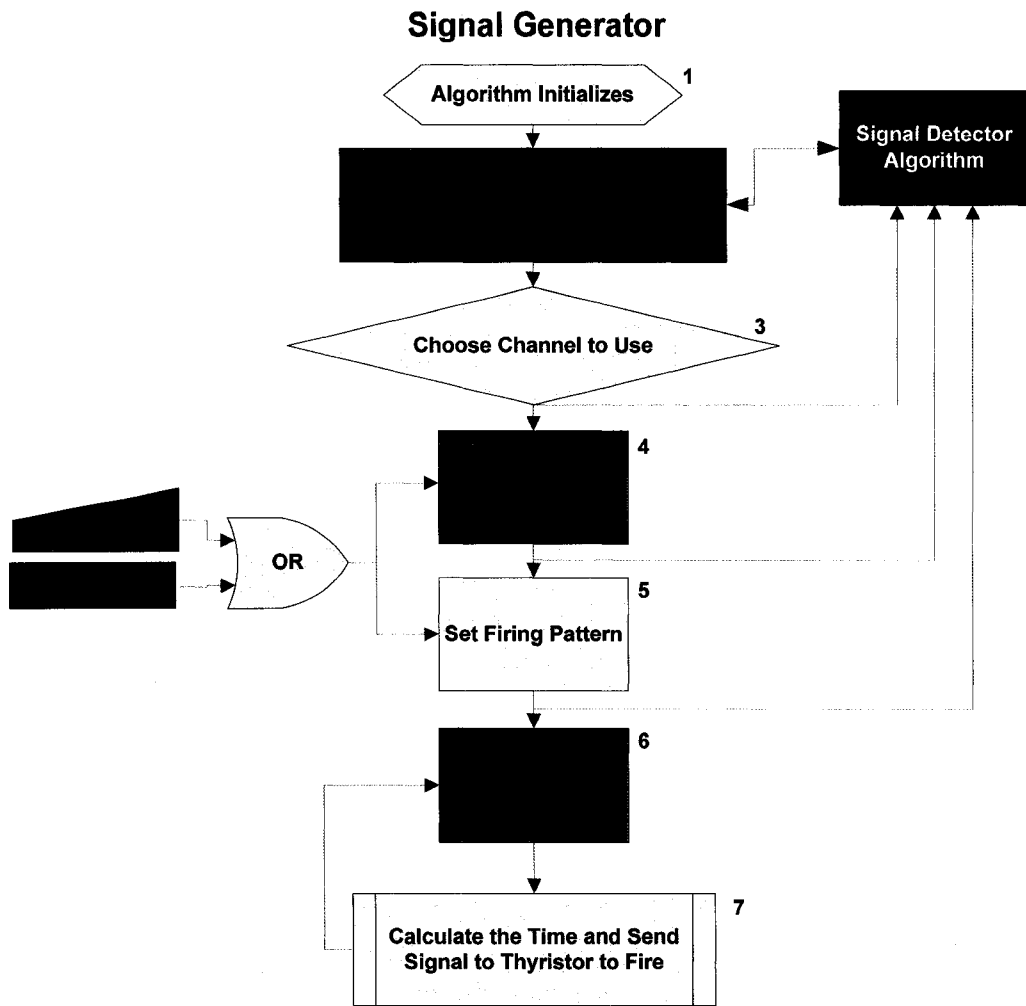 Signal Generator
1
Algorithm Initializes
Signal Detector
Algorithm
3
Choose Channel to Use
4
OR
5
Set Firing Pattern
6
7
Calculate the Time and Send
Signal to Thyristor to Fire